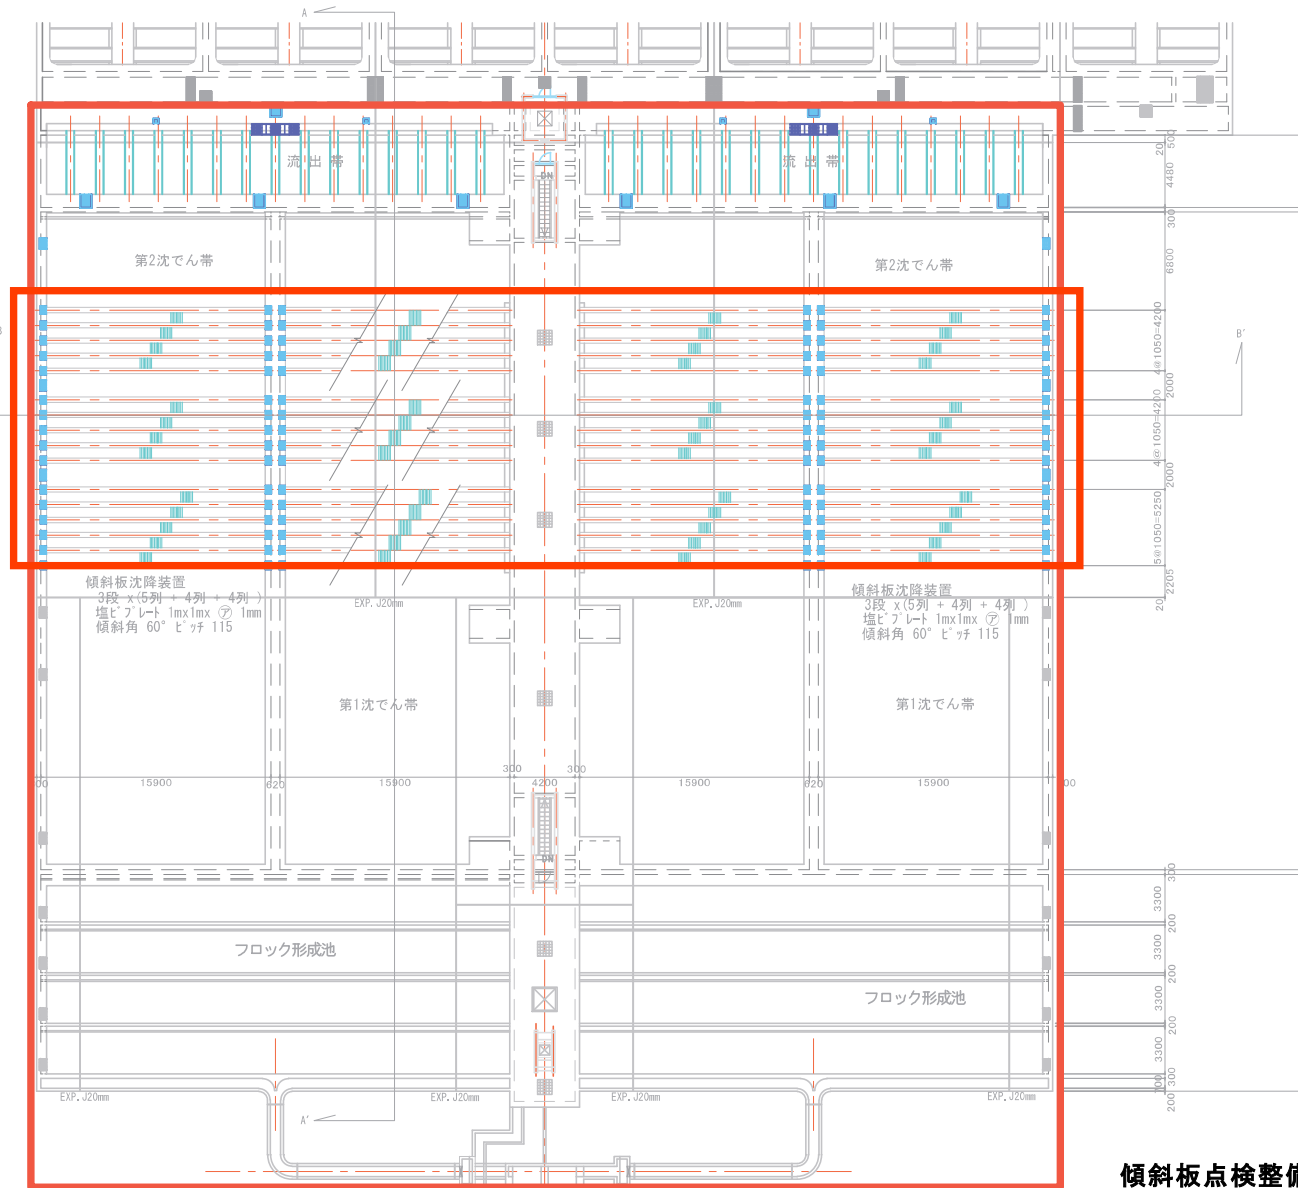 A
流 出 帯
流 出 帯
DN
500
20
4480
300
第2沈でん帯
第2沈でん帯
6800
B'
4@1050=4200
2000
4@1050=4200
2000
5@1050=5250
2205
20
傾斜板沈降装置
3段 x(5列 + 4列 + 4列 )
塩ビプレート 1mx1mx ㋐ 1mm
傾斜角 60° ピッチ 115
EXP.J20mm
EXP.J20mm
傾斜板沈降装置
3段 x(5列 + 4列 + 4列 )
塩ビプレート 1mx1mx ㋐ 1mm
傾斜角 60° ピッチ 115
第1沈でん帯
第1沈でん帯
15900
620
15900
300
4200
300
15900
620
15900
DN
300
3300
200
3300
200
3300
200
3300
300
200
フロック形成池
フロック形成池
EXP.J20mm
EXP.J20mm
EXP.J20mm
EXP.J20mm
A'
傾斜板点検整備